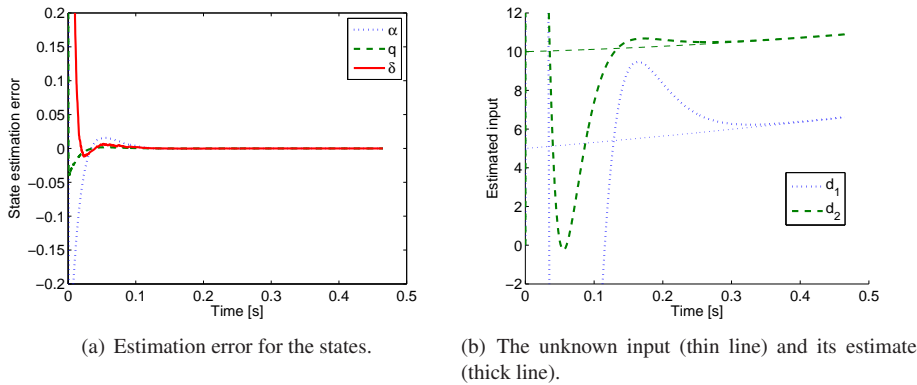 0.2
0.15
0.1
0.05
0
−0.05
−0.1
−0.15
−0.2
State estimation error
0
0.1
0.2
0.3
0.4
0.5
Time [s]
α
q
δ
(a) Estimation error for the states.
12
10
8
6
4
2
0
−2
Estimated input
0
0.1
0.2
0.3
0.4
0.5
Time [s]
d1
d2
(b) The unknown input (thin line) and its estimate
(thick line).